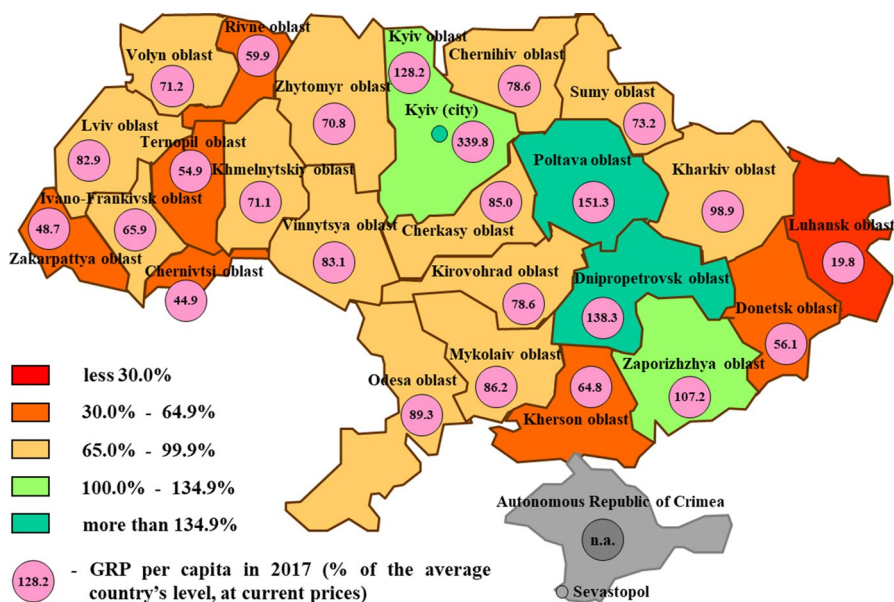 Rivne oblast
59.9
Kyiv oblast
128.2
Volyn oblast
71.2
Chernihiv oblast
78.6
Zhytomyr oblast
70.8
Sumy oblast
73.2
Kyiv (city)
339.8
Lviv oblast
82.9
Ternopil oblast
54.9
Poltava oblast
151.3
Kharkiv oblast
98.9
Khmelnytskiy oblast
71.1
Ivano-Frankivsk oblast
65.9
48.7
Zakarpattya oblast
Vinnytsya oblast
83.1
85.0
Cherkasy oblast
Luhansk oblast
19.8
Chernivtsi oblast
44.9
Kirovohrad oblast
78.6
Dnipropetrovsk oblast
138.3
Donetsk oblast
56.1
Mykolaiv oblast
86.2
Zaporizhzhya oblast
107.2
Odesa oblast
89.3
64.8
Kherson oblast
less 30.0%
30.0% - 64.9%
65.0% - 99.9%
100.0% - 134.9%
more than 134.9%
Autonomous Republic of Crimea
n.a.
Sevastopol
128.2
- GRP per capita in 2017 (% of the average
country's level, at current prices)